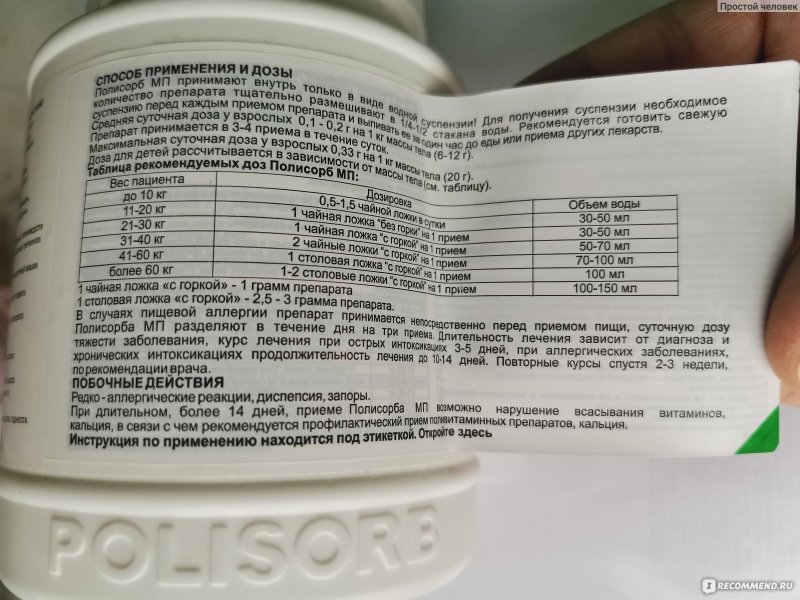 Простой человек
СПОСОБ ПРИМЕНЕНИЯ И ДОЗЫ
Полисорб МП принимают внутрь только в виде водной суспензии! Для получения суспензии необходимое
количество препарата тщательно размешивают в 1/4-1/2 стакана воды. Рекомендуется готовить свежую
суспензию перед каждым приемом препарата и выпивать ее за один час до еды или приема других лекарств.
Средняя суточная доза у взрослых 0,1 - 0,2 г на 1 кг массы тела (6-12 г).
Препарат принимается в 3-4 приема в течение суток.
Максимальная суточная доза у взрослых 0,33 г на 1 кг массы тела (20 г).
Доза для детей рассчитывается в зависимости от массы тела (см. таблицу).
Таблица рекомендуемых доз Полисорб МП:
Вес пациента Дозировка Объем воды
до 10 кг 0,5-1,5 чайной ложки в сутки 30-50 мл
11-20 кг 1 чайная ложка "без горки" на 1 прием 30-50 мл
21-30 кг 1 чайная ложка "с горкой" на 1 прием 50-70 мл
31-40 кг 2 чайные ложки "с горкой" на 1 прием 70-100 мл
41-60 кг 1 столовая ложка "с горкой" на 1 прием 100 мл
более 60 кг 1-2 столовые ложки "с горкой" на 1 прием 100-150 мл
1 чайная ложка «с горкой» - 1 грамм препарата
1 столовая ложка «с горкой» - 2,5 - 3 грамма препарата.
В случаях пищевой аллергии препарат принимается непосредственно перед приемом пищи, суточную дозу
Полисорба МП разделяют в течение дня на три приема. Длительность лечения зависит от диагноза и
тяжести заболевания, курс лечения при острых интоксикациях 3-5 дней, при аллергических заболеваниях,
хронических интоксикациях продолжительность лечения до 10-14 дней. Повторные курсы спустя 2-3 недели,
по рекомендации врача.
ПОБОЧНЫЕ ДЕЙСТВИЯ
Редко - аллергические реакции, диспепсия, запоры.
При длительном, более 14 дней, приеме Полисорба МП возможно нарушение всасывания витаминов,
кальция, в связи с чем рекомендуется профилактический прием поливитаминных препаратов, кальция.
Инструкция по применению находится под этикеткой. Откройте здесь
POLISORB
IRECOMMEND.RU